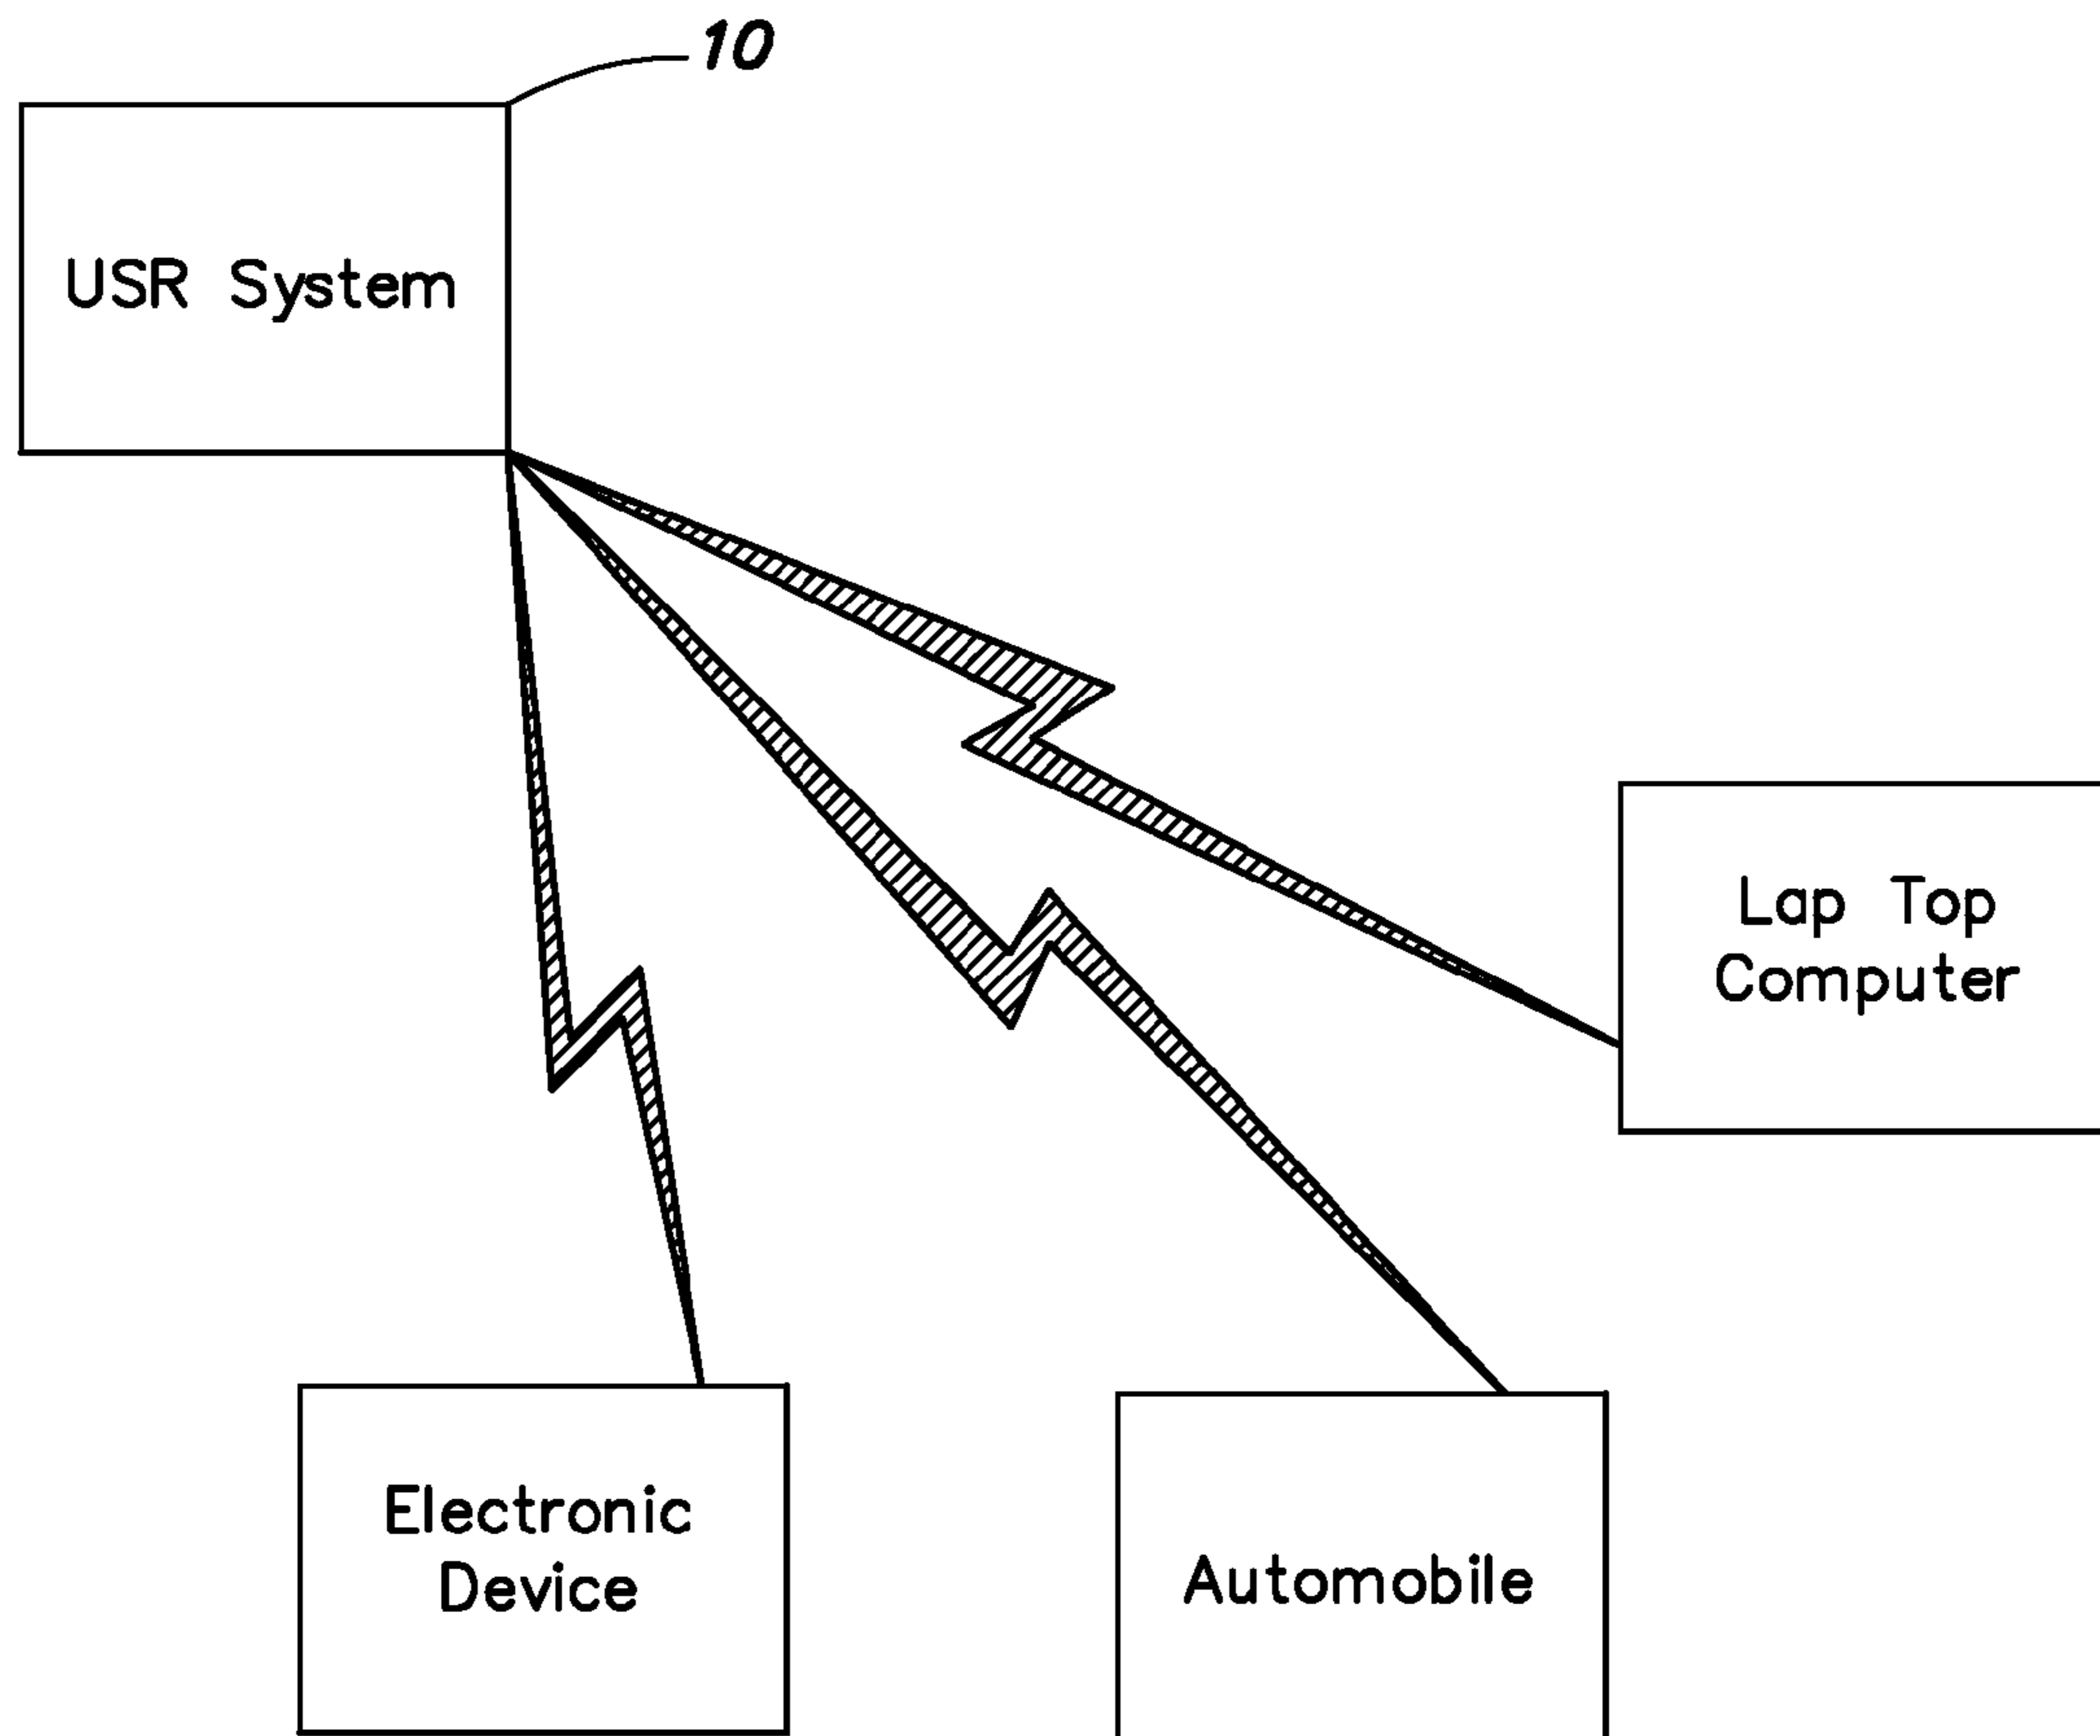 10
USR System
Lap Top
Computer
Electronic
Device
Automobile